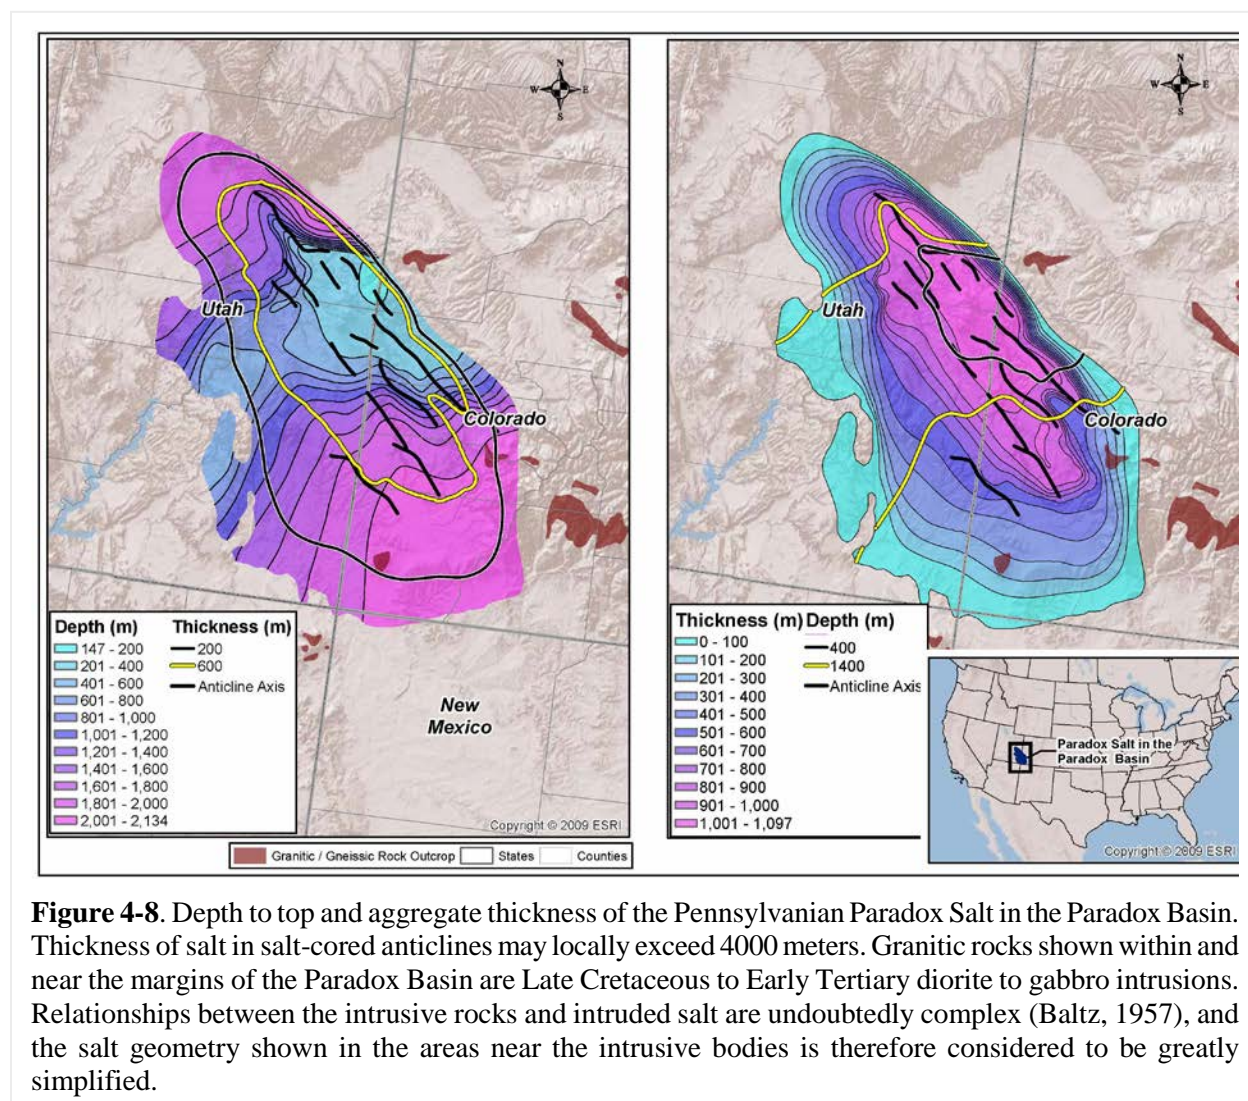 N
W E
S
N
W E
S
Utah
Colorado
Utah
Colorado
New
Mexico
Depth (m) Thickness (m)
147 - 200 200
201 - 400 600
401 - 600 Anticline Axis
601 - 800
801 - 1,000
1,001 - 1,200
1,201 - 1,400
1,401 - 1,600
1,601 - 1,800
1,801 - 2,000
2,001 - 2,134
Copyright © 2009 ESRI
Thickness (m) Depth (m)
0 - 100 400
101 - 200 1400
201 - 300 Anticline Axis
301 - 400
401 - 500
501 - 600
601 - 700
701 - 800
801 - 900
901 - 1,000
1,001 - 1,097
Paradox Salt in the
Paradox Basin
Copyright © 2009 ESRI
Granitic / Gneissic Rock Outcrop States Counties
Figure 4-8. Depth to top and aggregate thickness of the Pennsylvanian Paradox Salt in the Paradox Basin.
Thickness of salt in salt-cored anticlines may locally exceed 4000 meters. Granitic rocks shown within and
near the margins of the Paradox Basin are Late Cretaceous to Early Tertiary diorite to gabbro intrusions.
Relationships between the intrusive rocks and intruded salt are undoubtedly complex (Baltz, 1957), and
the salt geometry shown in the areas near the intrusive bodies is therefore considered to be greatly
simplified.